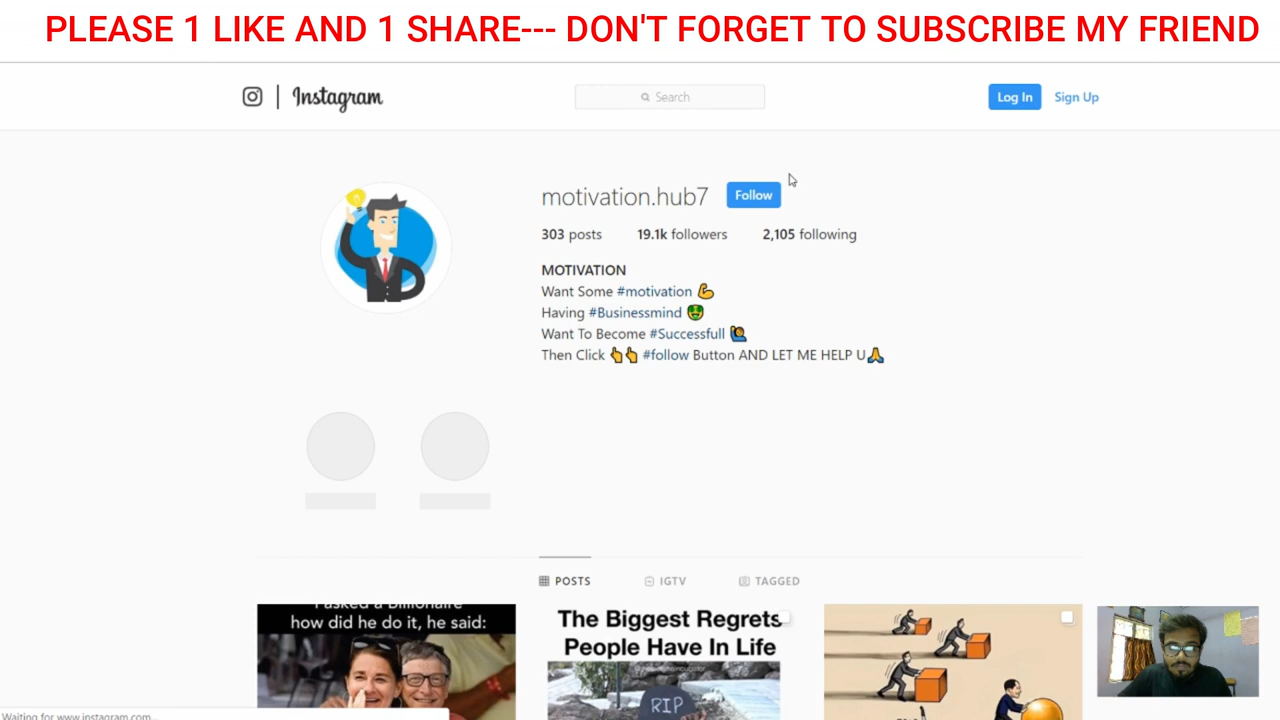 PLEASE 1 LIKE AND 1 SHARE--- DON'T FORGET TO SUBSCRIBE MY FRIEND
Instagram
Search
Log In
Sign Up
motivation.hub7
Follow
303 posts 19.1k followers 2,105 following
MOTIVATION
Want Some #motivation 💪
Having #Businessmind 🤑
Want To Become #Successfull 🙋
Then Click 👆👆 #follow Button AND LET ME HELP U🙏
POSTS IGTV TAGGED
I asked a Billionaire
how did he do it, he said:
The Biggest Regrets
People Have In Life
RIP
Waiting for www.instagram.com...